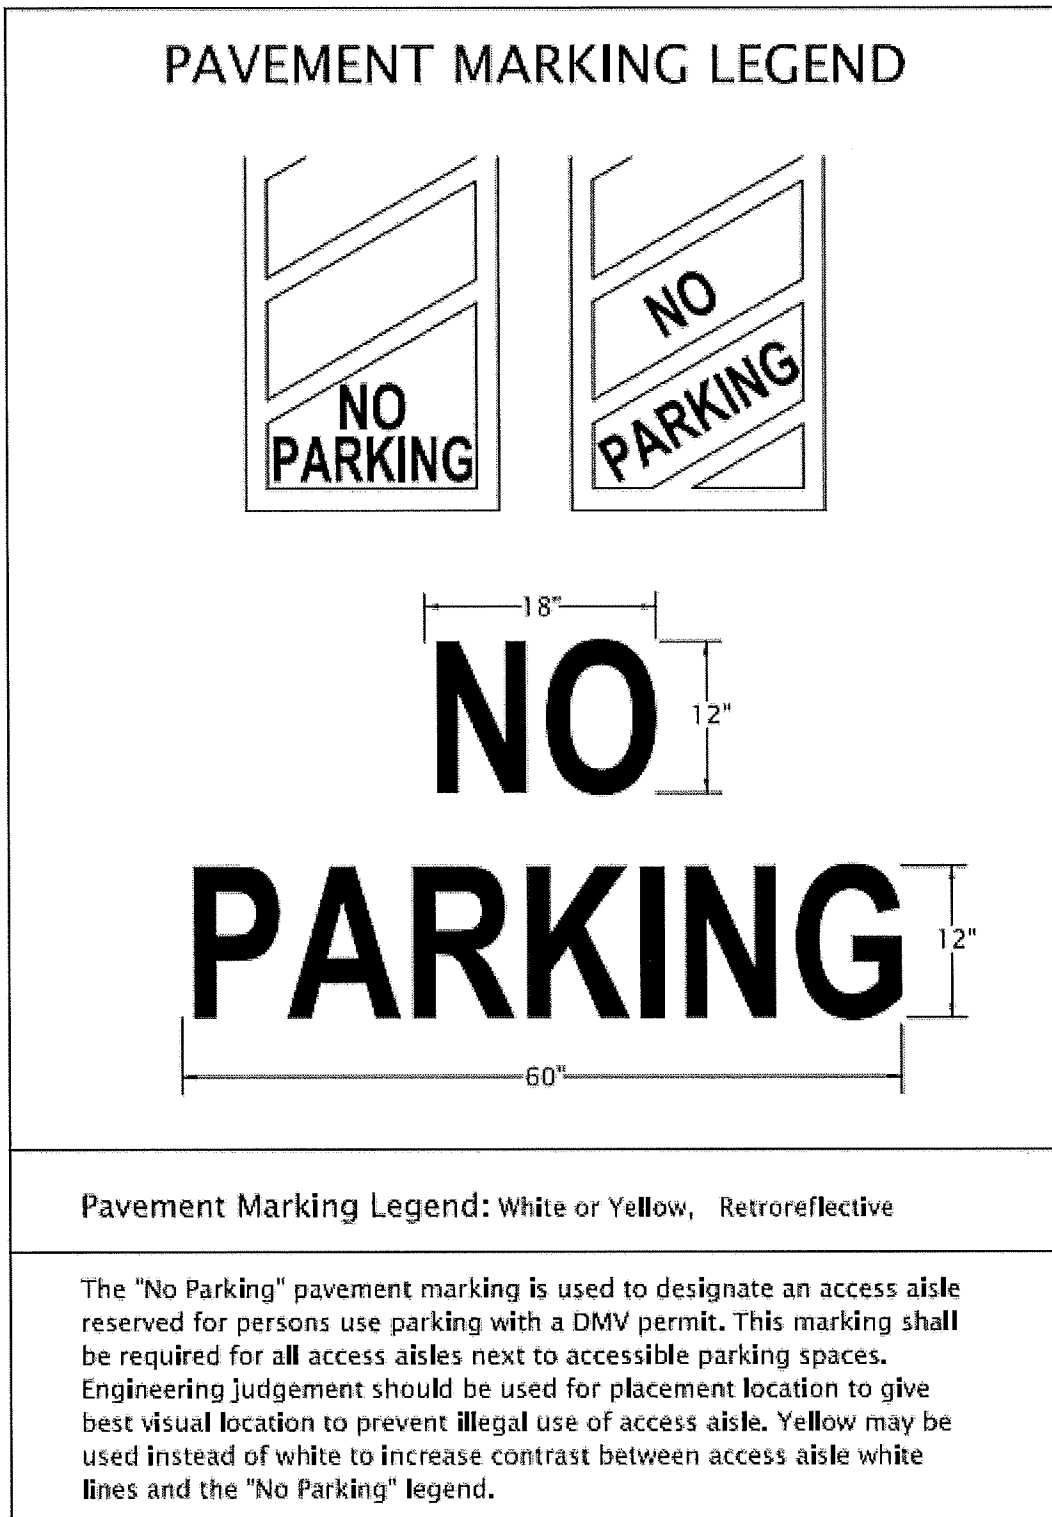 PAVEMENT MARKING LEGEND
NO
PARKING
NO
PARKING
18"
NO
12"
PARKING
12"
60"
Pavement Marking Legend: White or Yellow, Retroreflective
The "No Parking" pavement marking is used to designate an access aisle
reserved for persons use parking with a DMV permit. This marking shall
be required for all access aisles next to accessible parking spaces.
Engineering judgement should be used for placement location to give
best visual location to prevent illegal use of access aisle. Yellow may be
used instead of white to increase contrast between access aisle white
lines and the "No Parking" legend.